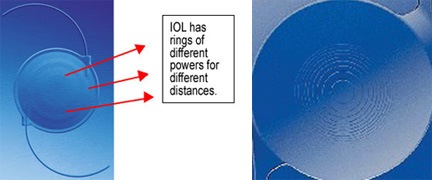 IOL has
rings of
different
powers for
different
distances.